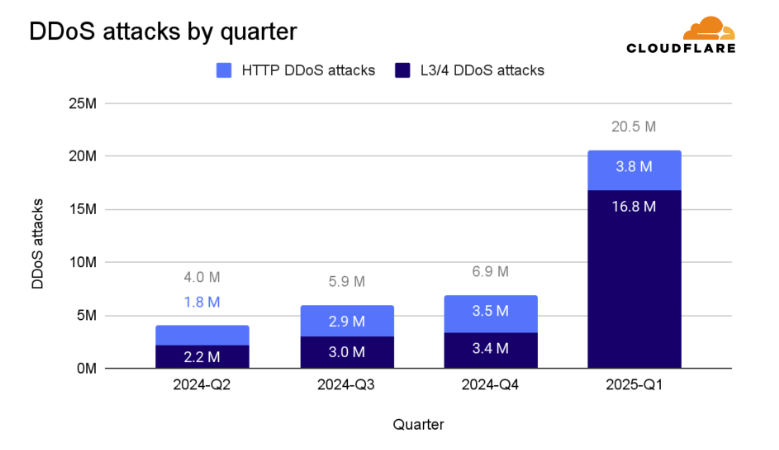 DDoS attacks by quarter
CLOUDFLARE
HTTP DDoS attacks
L3/4 DDoS attacks
25M
20M
15M
10M
5M
0M
DDoS attacks
4.0 M
1.8 M
2.2 M
5.9 M
2.9 M
3.0 M
6.9 M
3.5 M
3.4 M
20.5 M
3.8 M
16.8 M
2024-Q2
2024-Q3
2024-Q4
2025-Q1
Quarter